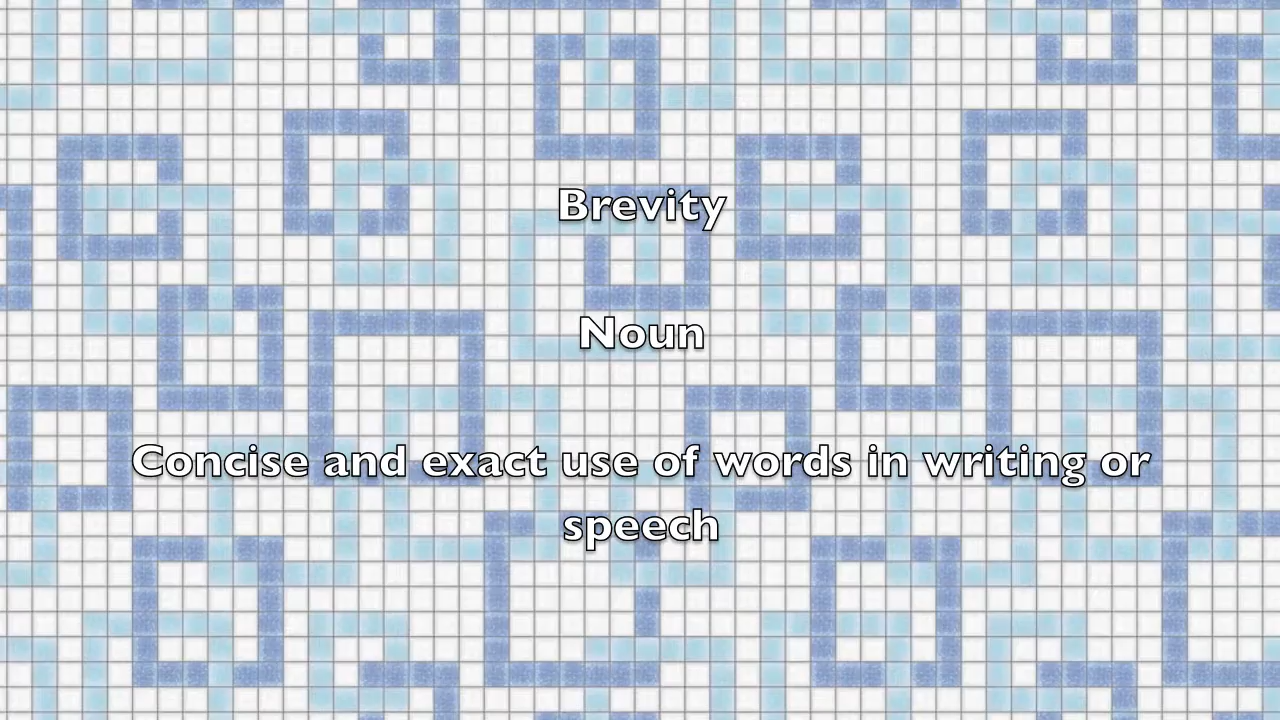 Brevity
Noun
Concise and exact use of words in writing or
speech